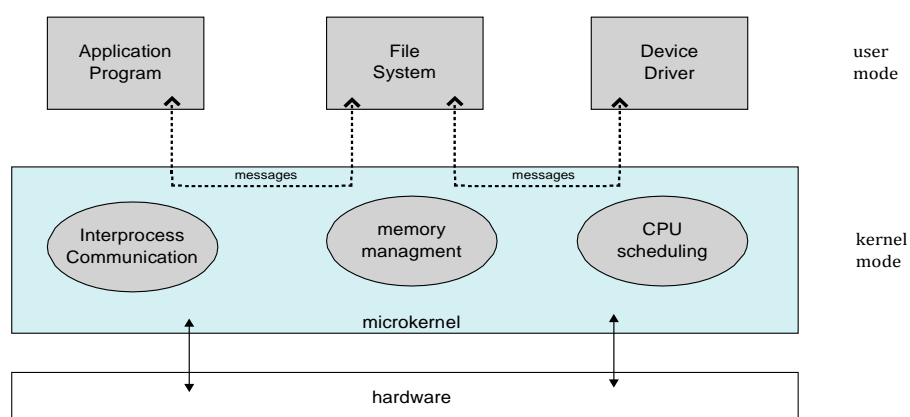 Application
Program
File
System
Device
Driver
user
mode
messages
messages
Interprocess
Communication
memory
managment
CPU
scheduling
kernel
mode
microkernel
hardware